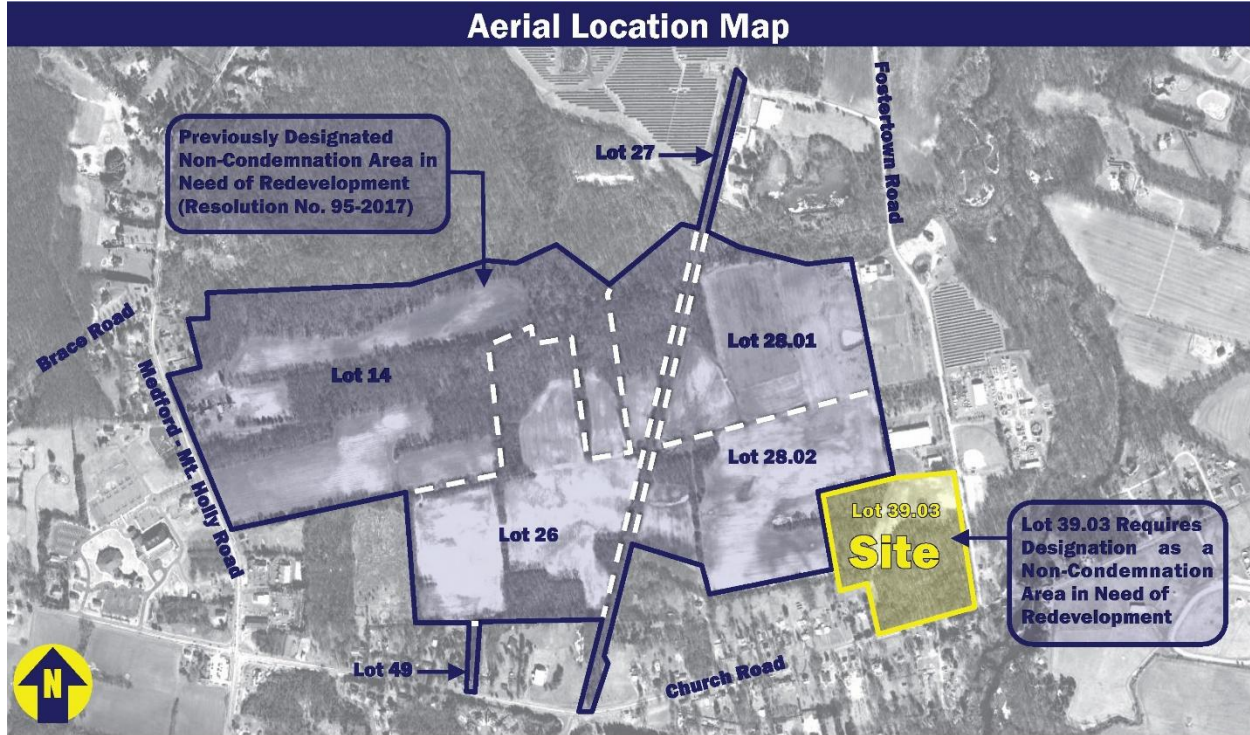 Aerial Location Map
Previously Designated
Non-Condemnation Area in
Need of Redevelopment
(Resolution No. 95-2017)
Lot 27
Fostertown Road
Brace Road
Medford - Mt. Holly Road
Lot 14
Lot 28.01
Lot 28.02
Lot 26
Lot 39.03
Site
Lot 39.03 Requires
Designation as a
Non-Condemnation
Area in Need of
Redevelopment
Lot 49
Church Road
N